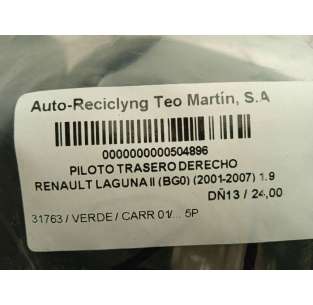 Auto-Reciclyng Teo Martín, S.A
0000000000504896
PILOTO TRASERO DERECHO
RENAULT LAGUNA II (BG0) (2001-2007) 1.9
DÑ13 / 24,00
31763 / VERDE / CARR 01/... 5P